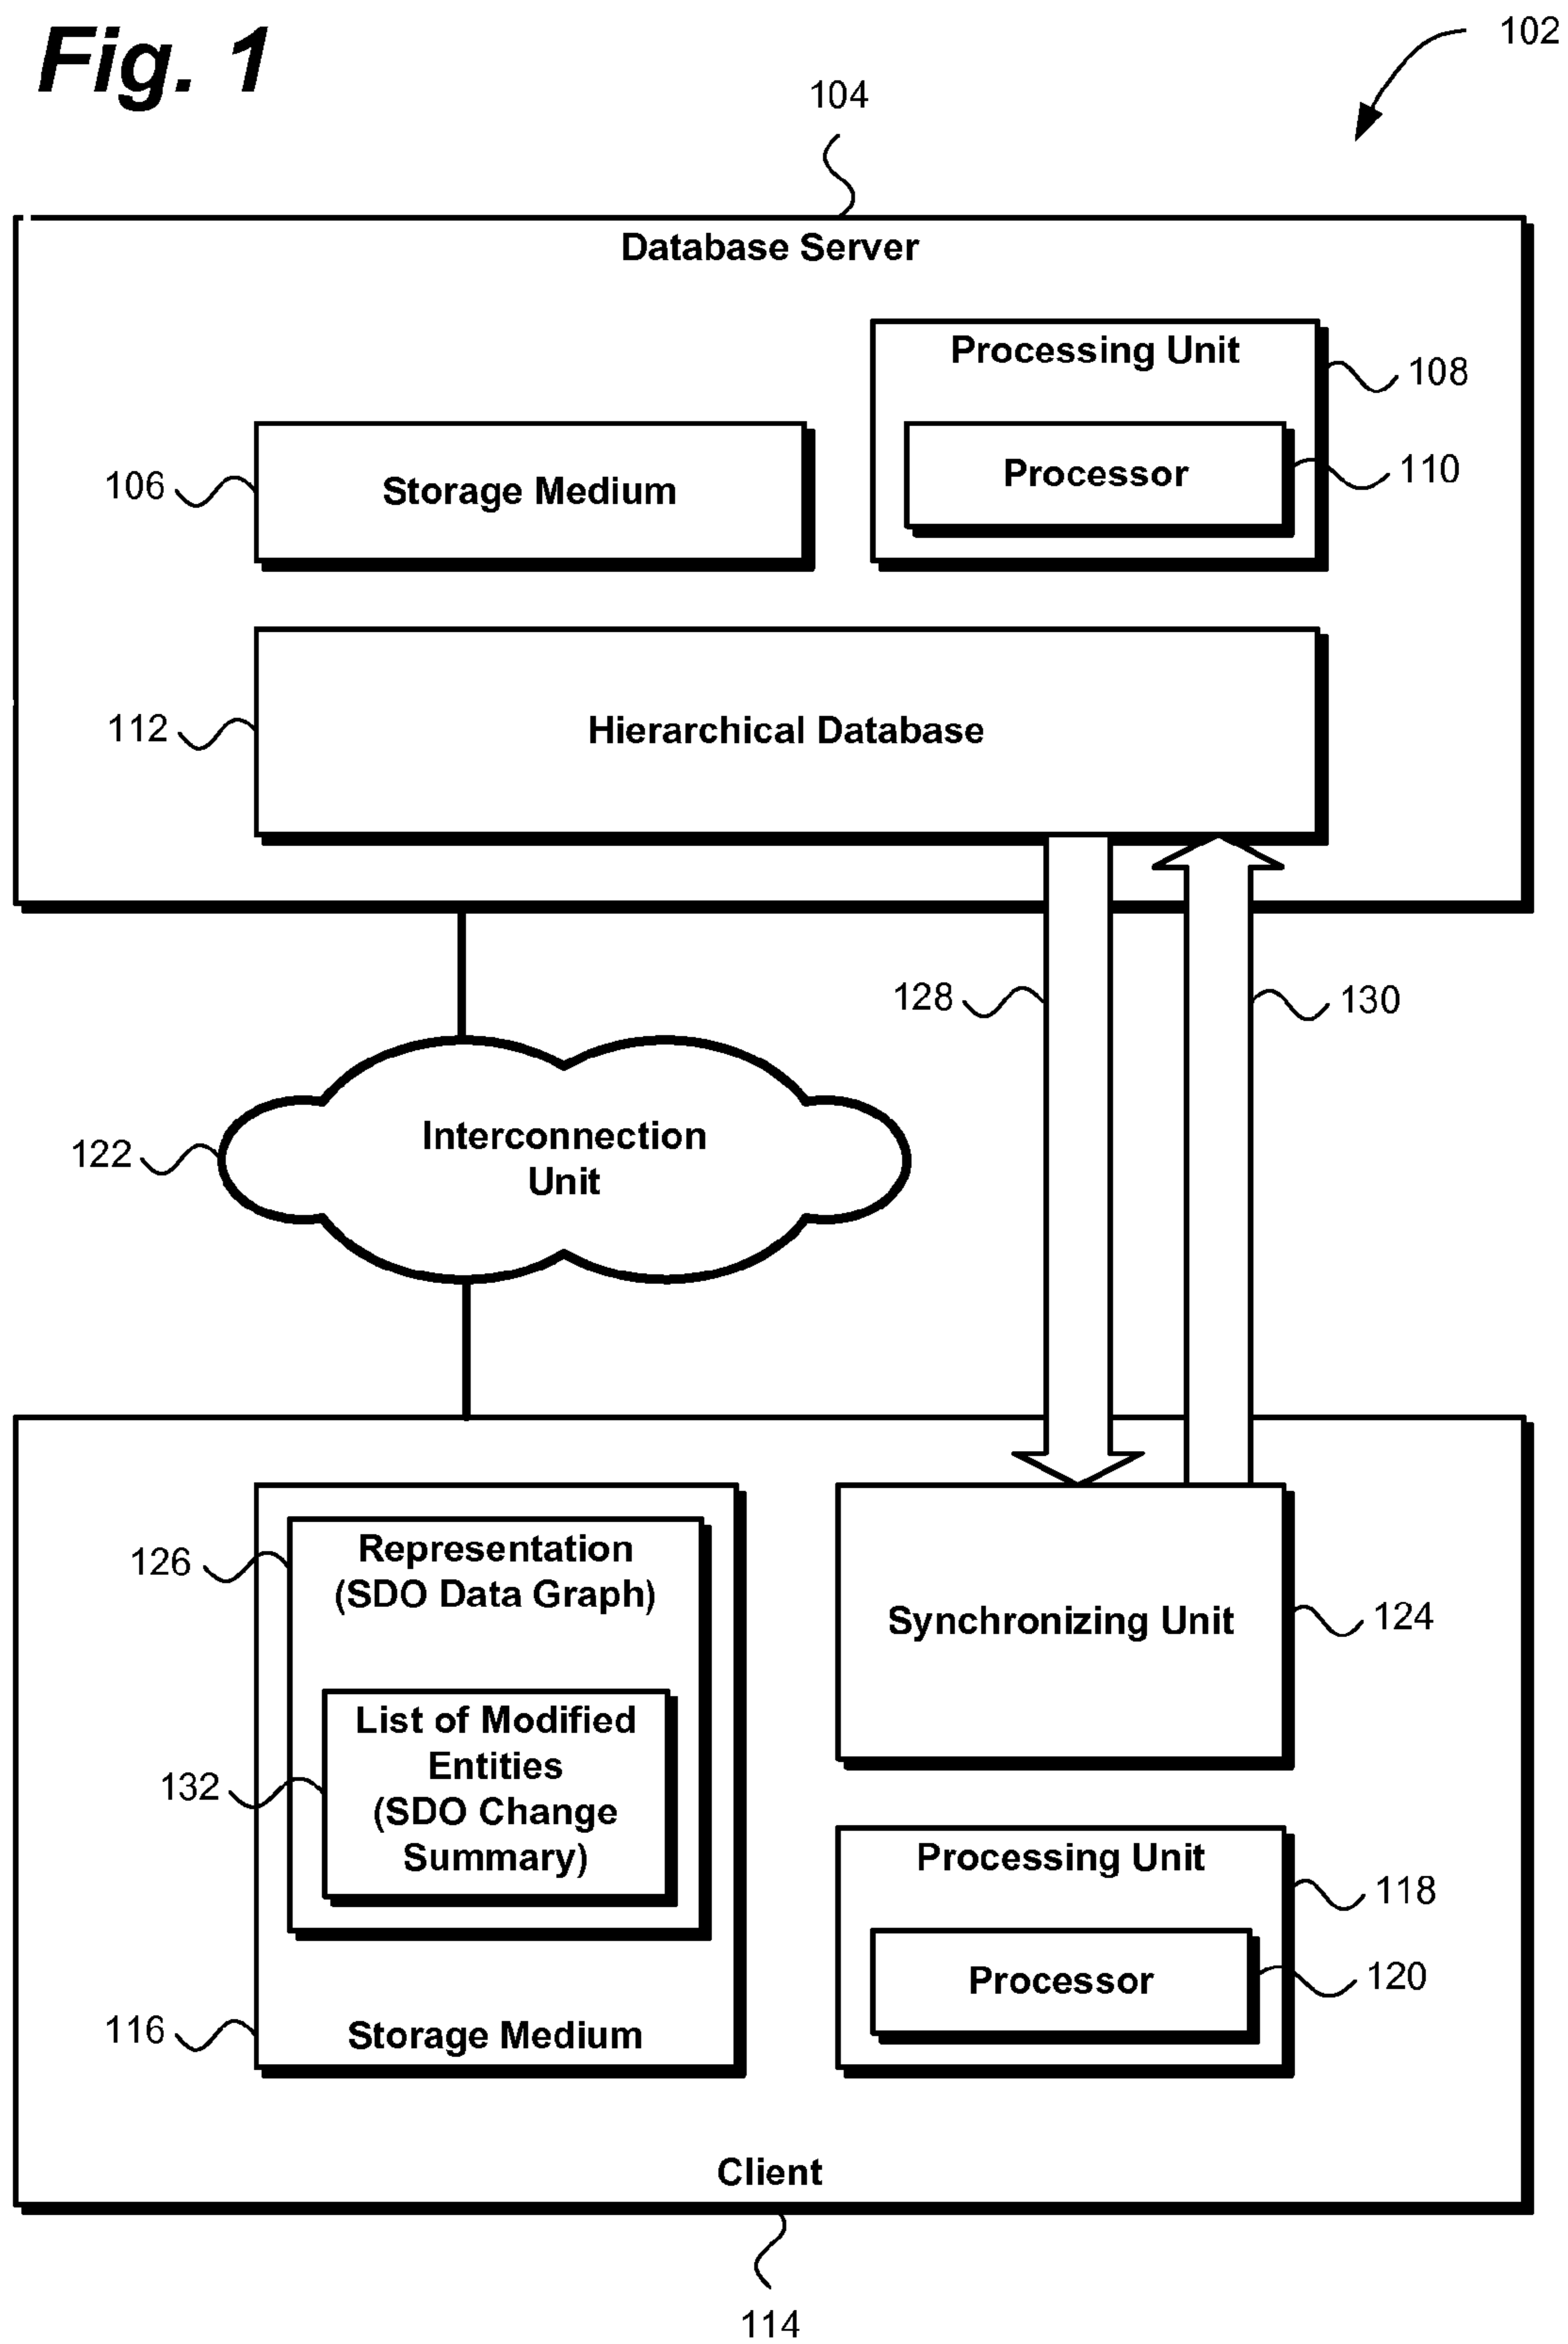 Fig. 1
102
104
Database Server
Processing Unit
108
Processor
110
106
Storage Medium
112
Hierarchical Database
128
130
122
Interconnection
Unit
126
Representation
(SDO Data Graph)
132
List of Modified
Entities
(SDO Change
Summary)
116
Storage Medium
Synchronizing Unit
124
Processing Unit
118
Processor
120
Client
114